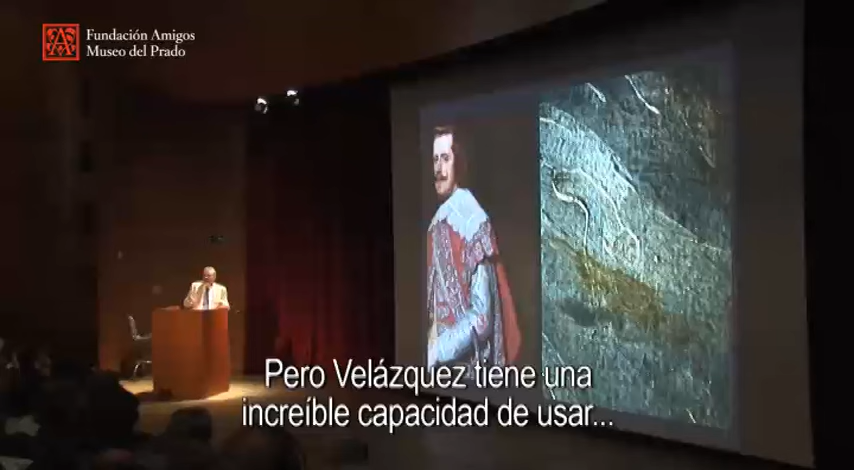 Fundación Amigos
Museo del Prado
Pero Velázquez tiene una
increíble capacidad de usar...